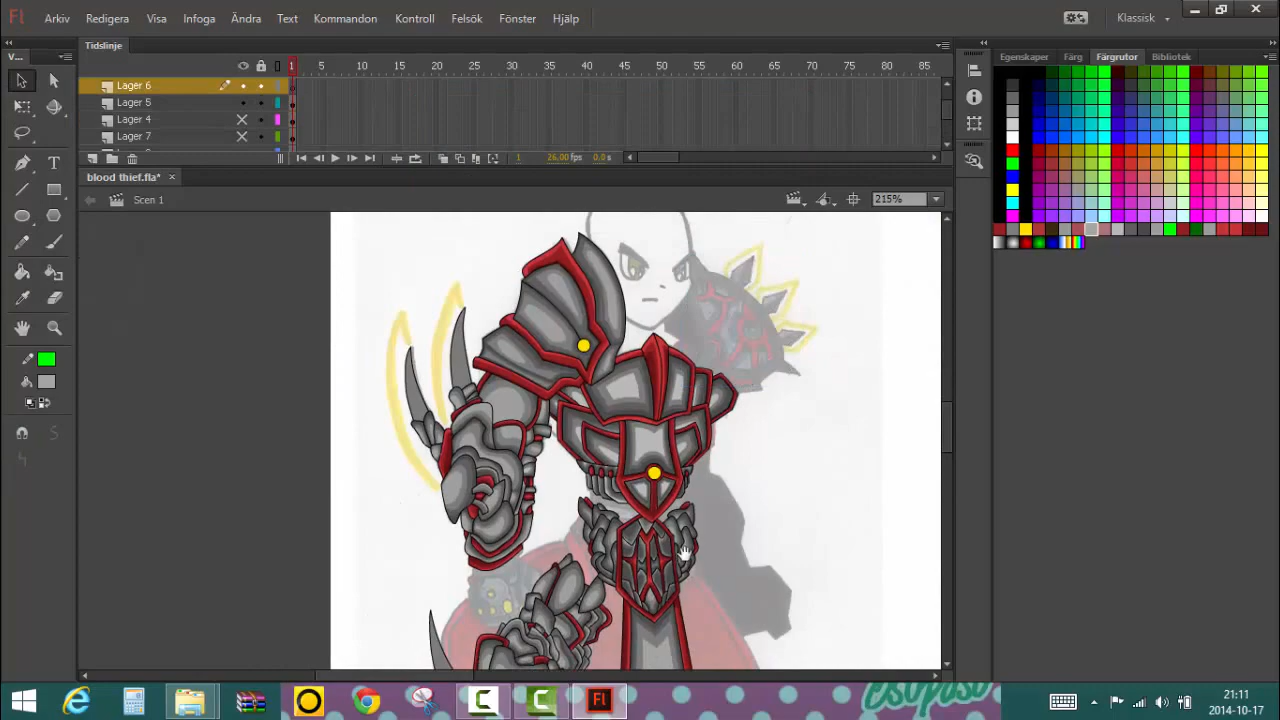 Fl Arkiv Redigera Visa Infoga Ändra Text Kommandon Kontroll Felsök Fönster Hjälp Klassisk
V... Tidslinje Egenskaper Färg Färgrutor Bibliotek
1 5 10 15 20 25 30 35 40 45 50 55 60 65 70 75 80 85
Lager 6
Lager 5
Lager 4
Lager 7
1 26,00 fps 0,0 s
blood thief.fla*
Scen 1 215%
Fl 21:11
2014-10-17